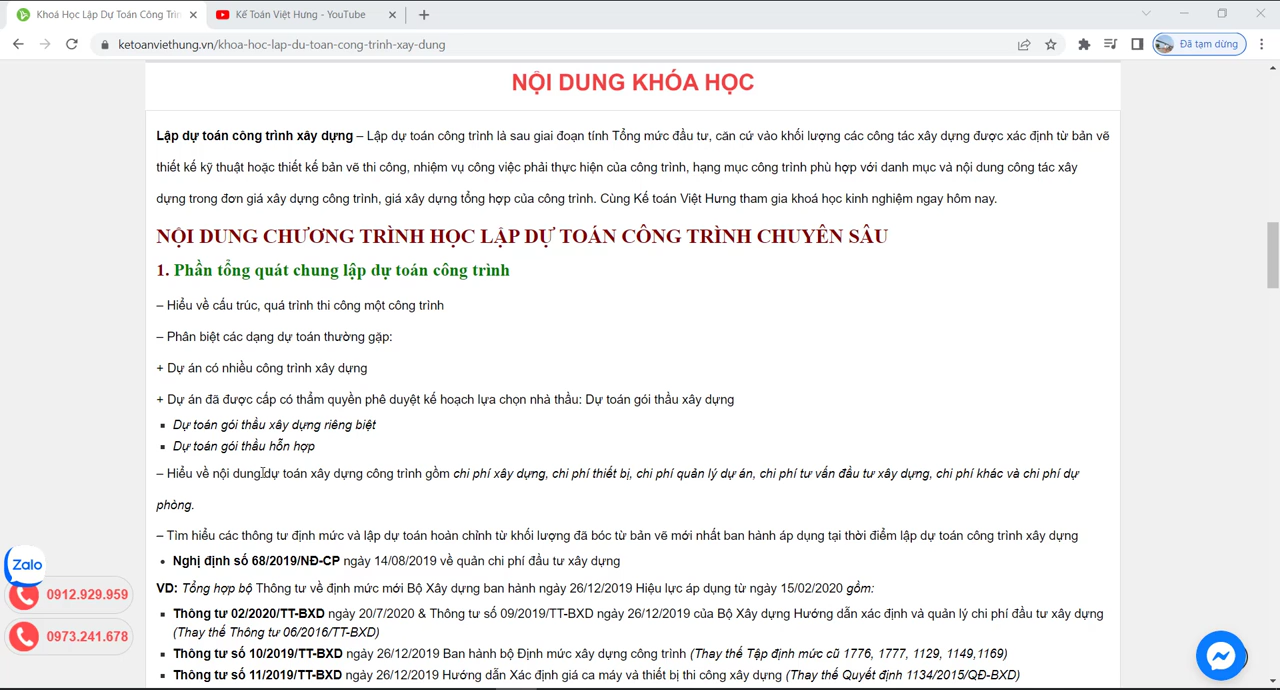 Khoá Học Lập Dự Toán Công Trìn
Kế Toán Việt Hưng - YouTube
ketoanviethung.vn/khoa-hoc-lap-du-toan-cong-trinh-xay-dung
Đã tạm dừng
NỘI DUNG KHÓA HỌC
Lập dự toán công trình xây dựng – Lập dự toán công trình là sau giai đoạn tính Tổng mức đầu tư, căn cứ vào khối lượng các công tác xây dựng được xác định từ bản vẽ
thiết kế kỹ thuật hoặc thiết kế bản vẽ thi công, nhiệm vụ công việc phải thực hiện của công trình, hạng mục công trình phù hợp với danh mục và nội dung công tác xây
dựng trong đơn giá xây dựng công trình, giá xây dựng tổng hợp của công trình. Cùng Kế toán Việt Hưng tham gia khoá học kinh nghiệm ngay hôm nay.
NỘI DUNG CHƯƠNG TRÌNH HỌC LẬP DỰ TOÁN CÔNG TRÌNH CHUYÊN SÂU
1. Phần tổng quát chung lập dự toán công trình
– Hiểu về cấu trúc, quá trình thi công một công trình
– Phân biệt các dạng dự toán thường gặp:
+ Dự án có nhiều công trình xây dựng
+ Dự án đã được cấp có thẩm quyền phê duyệt kế hoạch lựa chọn nhà thầu: Dự toán gói thầu xây dựng
▪ Dự toán gói thầu xây dựng riêng biệt
▪ Dự toán gói thầu hỗn hợp
– Hiểu về nội dung dự toán xây dựng công trình gồm chi phí xây dựng, chi phí thiết bị, chi phí quản lý dự án, chi phí tư vấn đầu tư xây dựng, chi phí khác và chi phí dự
phòng.
– Tìm hiểu các thông tư định mức và lập dự toán hoàn chỉnh từ khối lượng đã bóc từ bản vẽ mới nhất ban hành áp dụng tại thời điểm lập dự toán công trình xây dựng
• Nghị định số 68/2019/NĐ-CP ngày 14/08/2019 về quản chi phí đầu tư xây dựng
VD: Tổng hợp bộ Thông tư về định mức mới Bộ Xây dựng ban hành ngày 26/12/2019 Hiệu lực áp dụng từ ngày 15/02/2020 gồm:
▪ Thông tư 02/2020/TT-BXD ngày 20/7/2020 & Thông tư số 09/2019/TT-BXD ngày 26/12/2019 của Bộ Xây dựng Hướng dẫn xác định và quản lý chi phí đầu tư xây dựng
(Thay thế Thông tư 06/2016/TT-BXD)
▪ Thông tư số 10/2019/TT-BXD ngày 26/12/2019 Ban hành bộ Định mức xây dựng công trình (Thay thế Tập định mức cũ 1776, 1777, 1129, 1149,1169)
▪ Thông tư số 11/2019/TT-BXD ngày 26/12/2019 Hướng dẫn Xác định giá ca máy và thiết bị thi công xây dựng (Thay thế Quyết định 1134/2015/QĐ-BXD)
Zalo
0912.929.959
0973.241.678